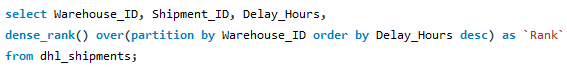 select Warehouse_ID, Shipment_ID, Delay_Hours,
dense_rank() over(partition by Warehouse_ID order by Delay_Hours desc) as `Rank`
from dhl_shipments;